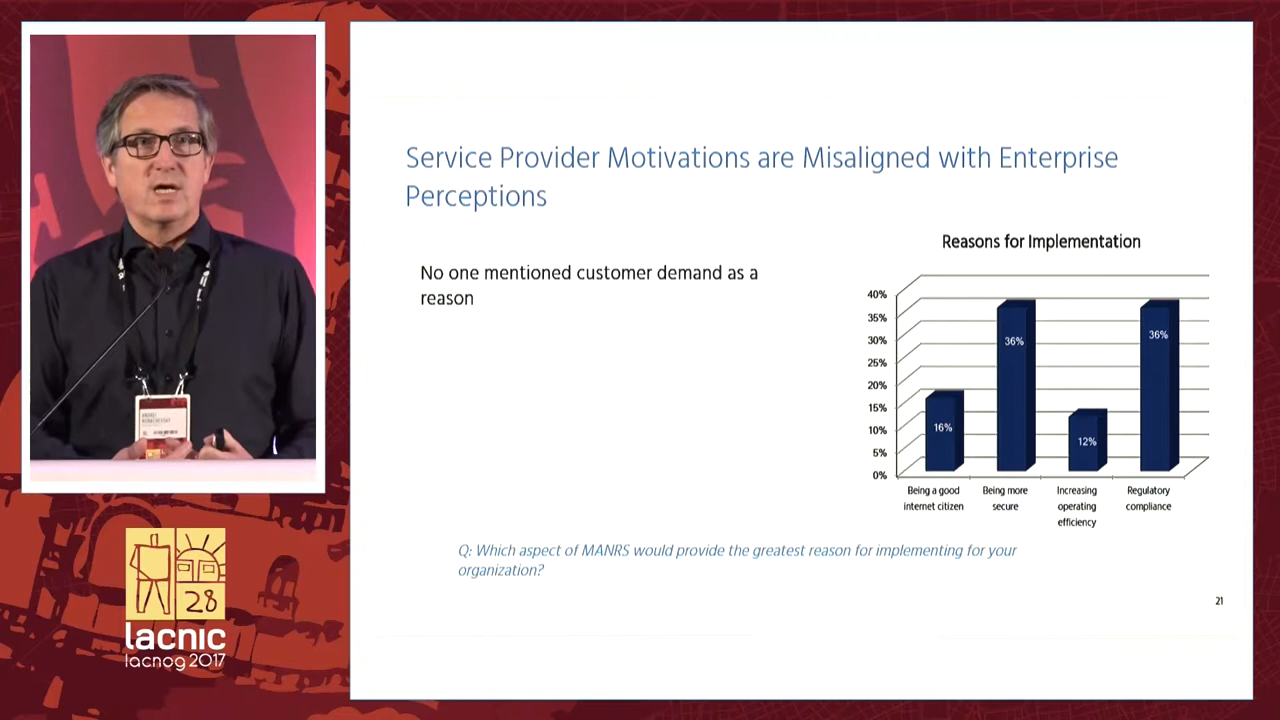 Service Provider Motivations are Misaligned with Enterprise
Perceptions
No one mentioned customer demand as a
reason
Reasons for Implementation
40%
35%
30%
25%
20%
15%
10%
5%
0%
16%
36%
12%
36%
Being a good
internet citizen
Being more
secure
Increasing
operating
efficiency
Regulatory
compliance
Q: Which aspect of MANRS would provide the greatest reason for implementing for your
organization?
21
28
lacnic
lacnog 2017